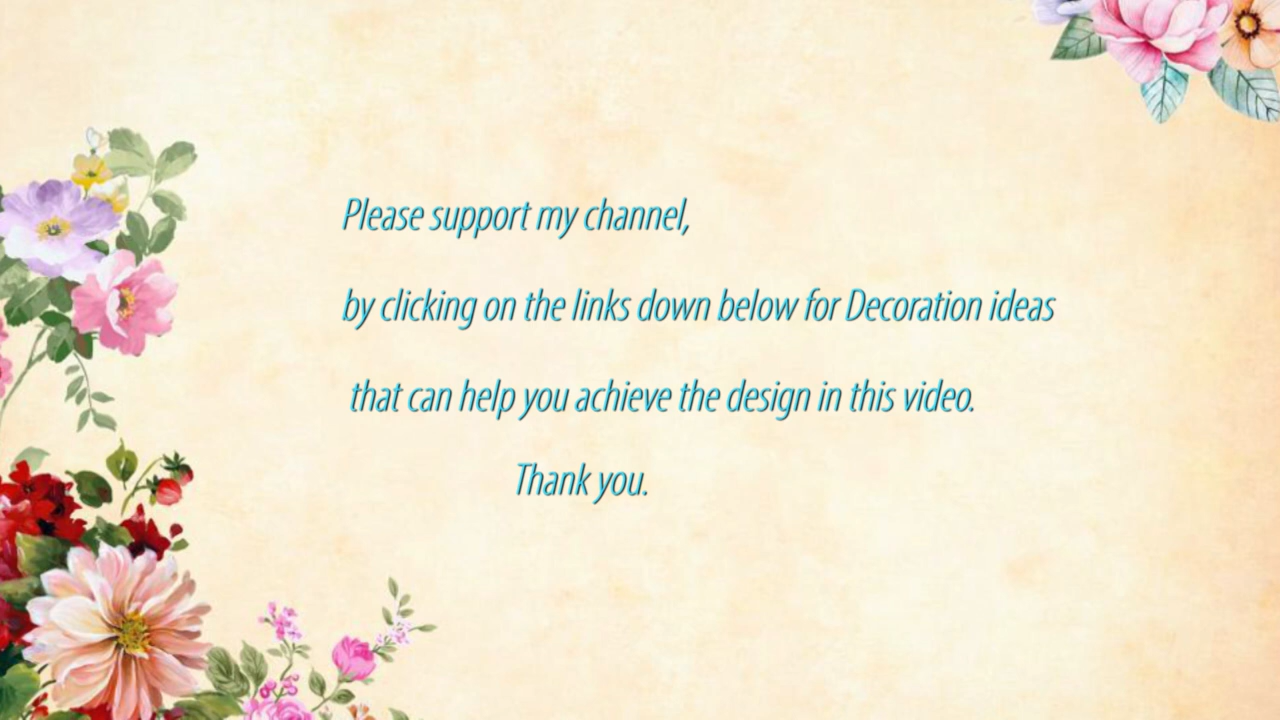 Please support my channel,
by clicking on the links down below for Decoration ideas
that can help you achieve the design in this video.
Thank you.